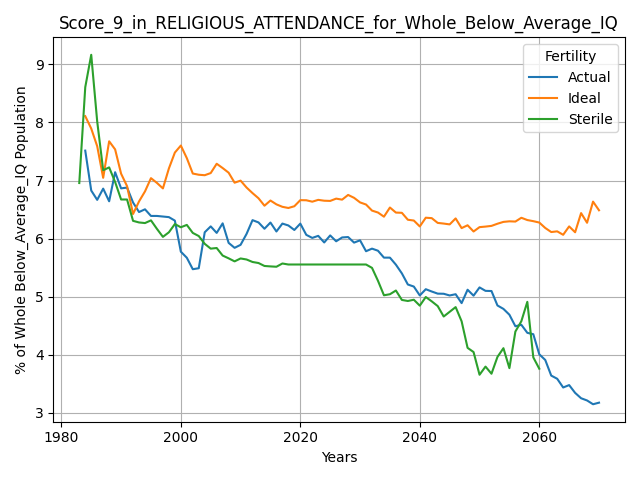 Score_9_in_RELIGIOUS_ATTENDANCE_for_Whole_Below_Average_IQ
% of Whole Below_Average_IQ Population
9
8
7
6
5
4
3
Fertility
Actual
Ideal
Sterile
1980
2000
2020
2040
2060
Years